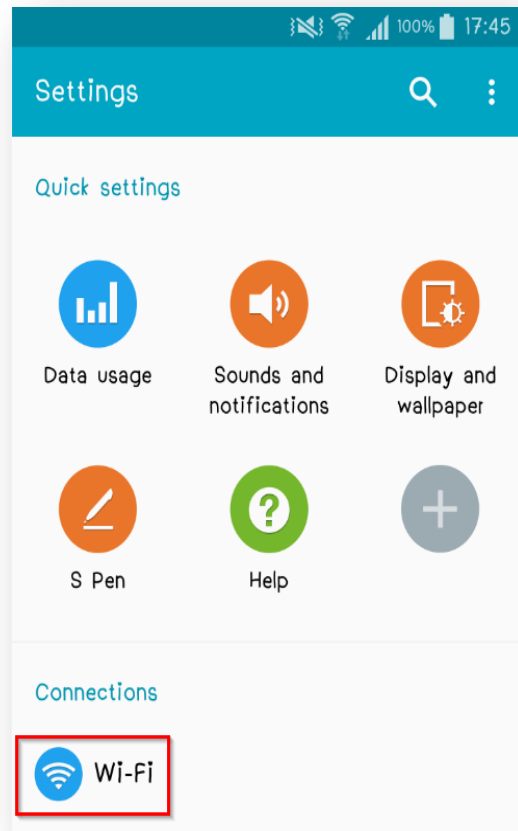 100% 17:45
Settings
Quick settings
Data usage
Sounds and
notifications
Display and
wallpaper
S Pen
Help
Connections
Wi-Fi